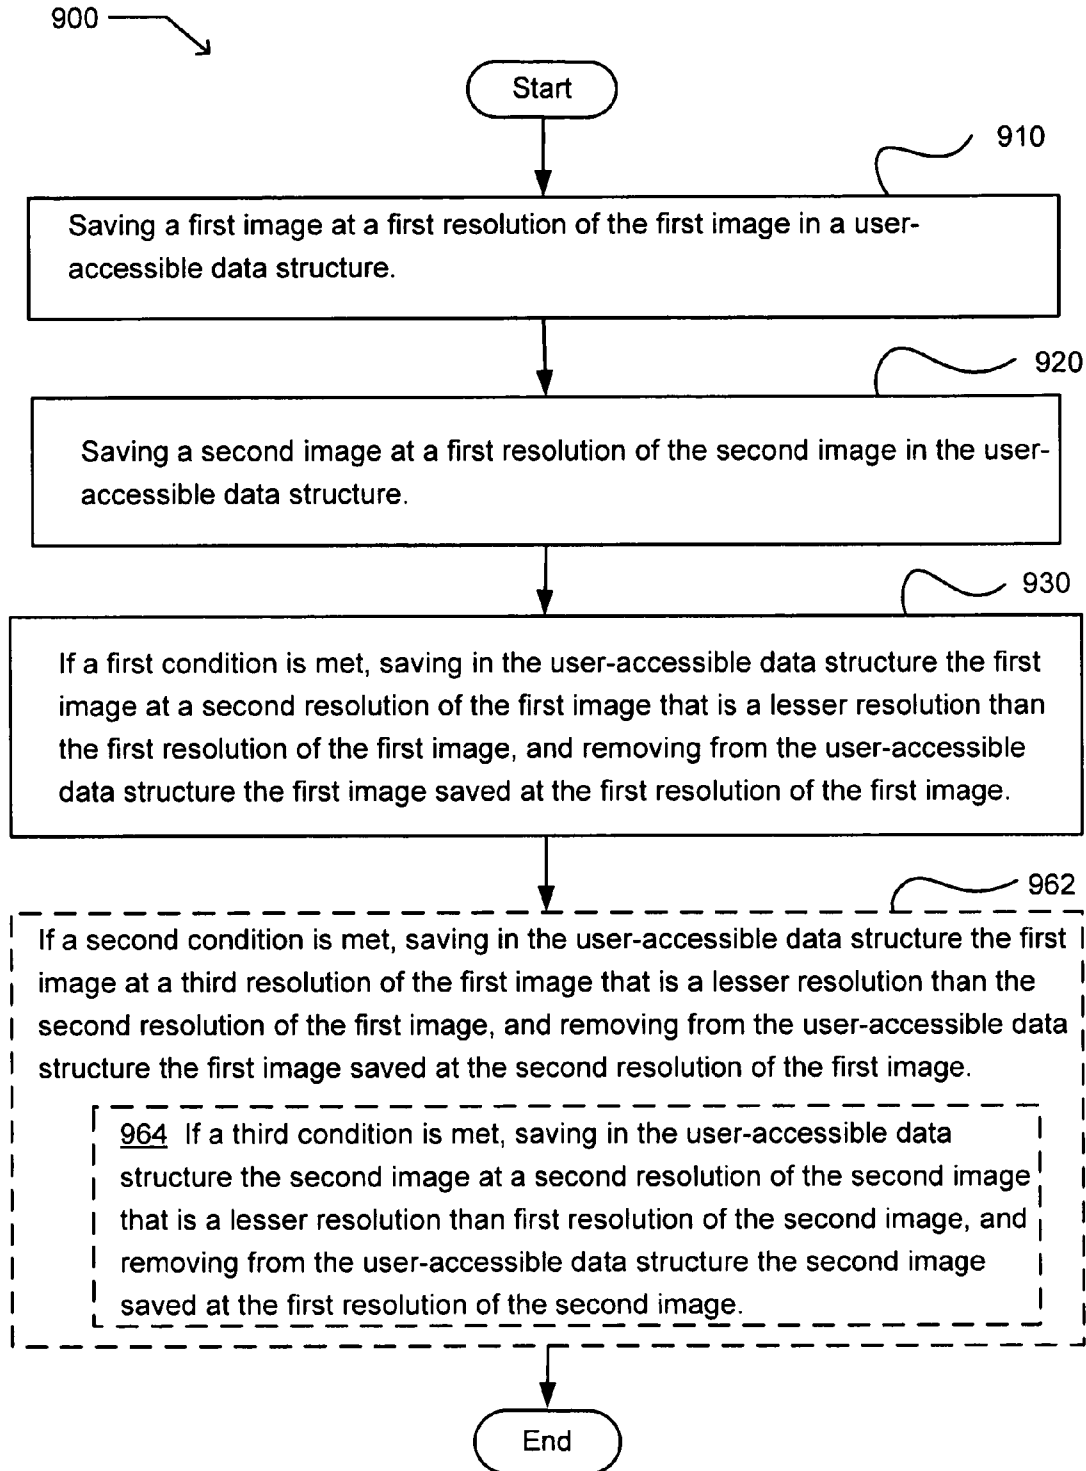 900
Start
910
Saving a first image at a first resolution of the first image in a user-
accessible data structure.
920
Saving a second image at a first resolution of the second image in the user-
accessible data structure.
930
If a first condition is met, saving in the user-accessible data structure the first
image at a second resolution of the first image that is a lesser resolution than
the first resolution of the first image, and removing from the user-accessible
data structure the first image saved at the first resolution of the first image.
962
If a second condition is met, saving in the user-accessible data structure the first
image at a third resolution of the first image that is a lesser resolution than the
second resolution of the first image, and removing from the user-accessible data
structure the first image saved at the second resolution of the first image.
964 If a third condition is met, saving in the user-accessible data
structure the second image at a second resolution of the second image
that is a lesser resolution than first resolution of the second image, and
removing from the user-accessible data structure the second image
saved at the first resolution of the second image.
End